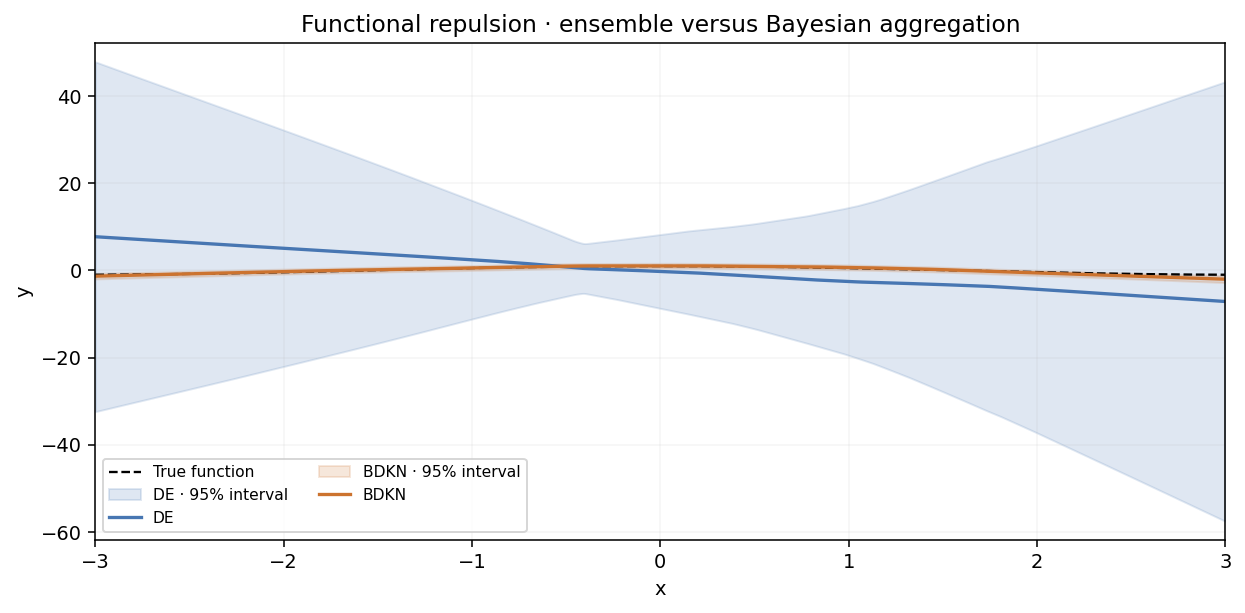 Functional repulsion · ensemble versus Bayesian aggregation
y
40
20
0
−20
−40
−60
True function
DE · 95% interval
DE
BDKN · 95% interval
BDKN
−3
−2
−1
0
1
2
3
x